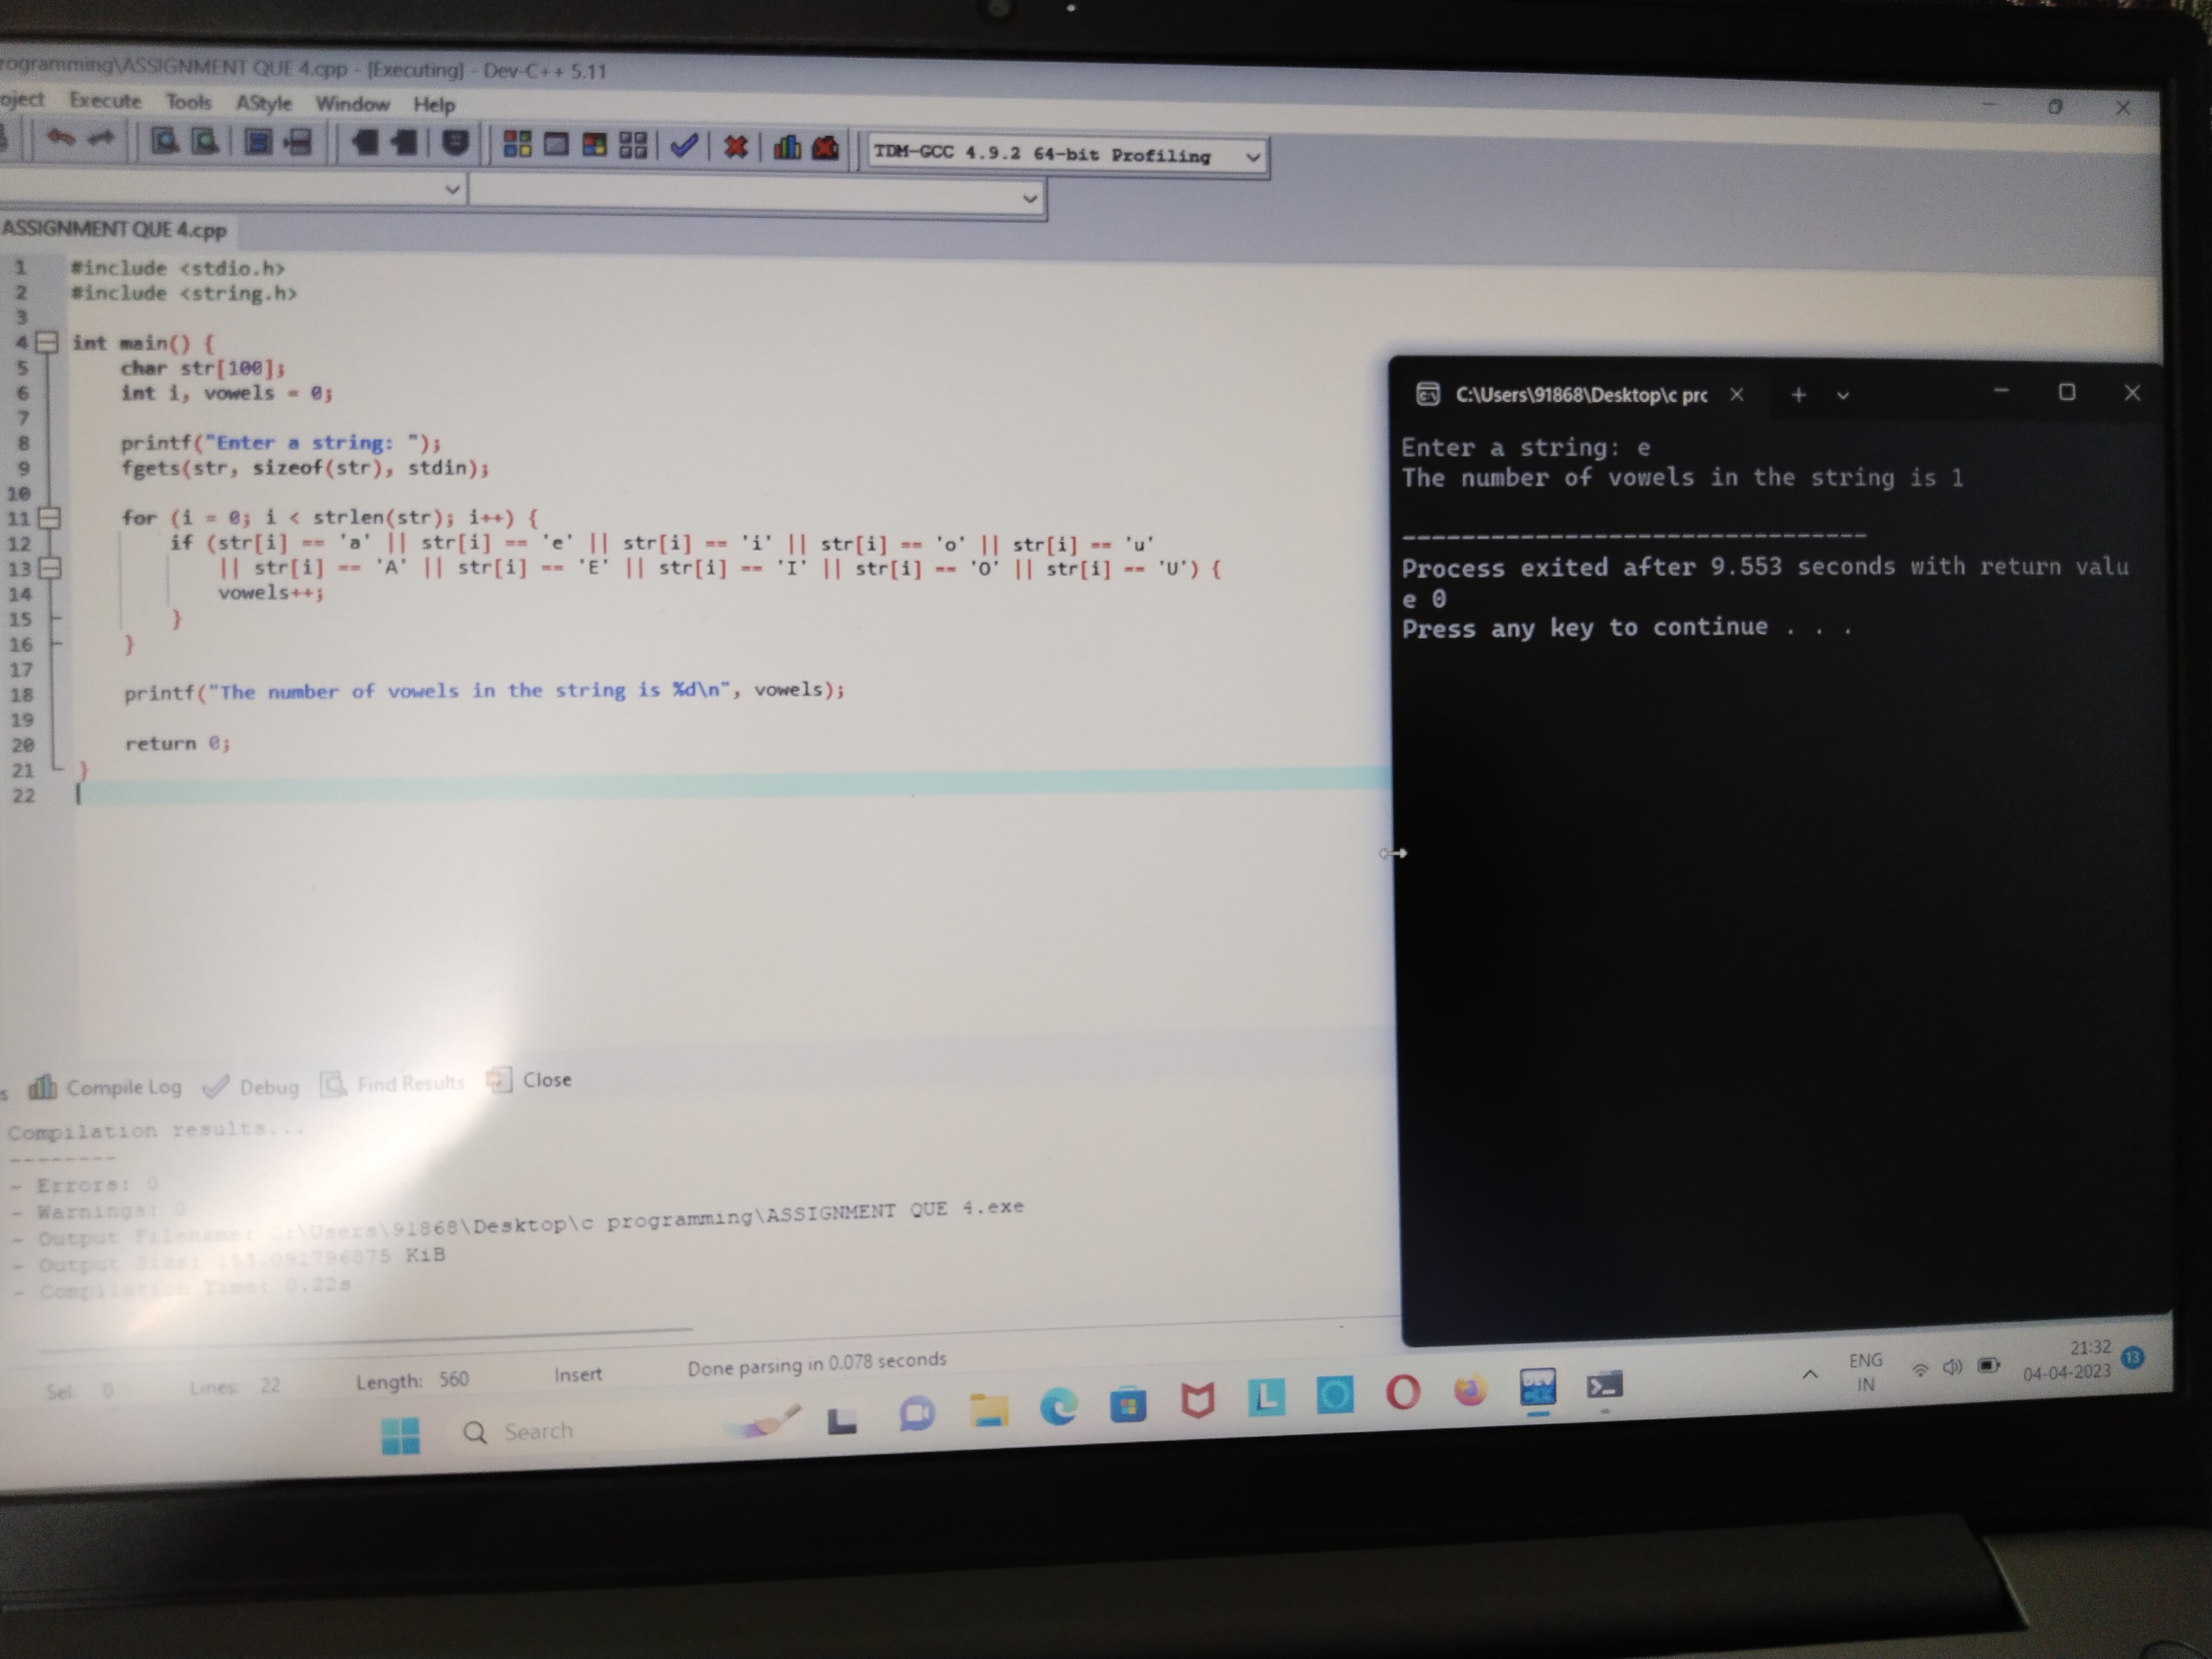 rogramming\ASSIGNMENT QUE 4.cpp - [Executing] - Dev-C++ 5.11
oject Execute Tools AStyle Window Help
TDM-GCC 4.9.2 64-bit Profiling
ASSIGNMENT QUE 4.cpp
1 #include <stdio.h>
2 #include <string.h>
3
4 int main() {
5 char str[100];
6 int i, vowels = 0;
7
8 printf("Enter a string: ");
9 fgets(str, sizeof(str), stdin);
10
11 for (i = 0; i < strlen(str); i++) {
12 if (str[i] == 'a' || str[i] == 'e' || str[i] == 'i' || str[i] == 'o' || str[i] == 'u'
13 || str[i] == 'A' || str[i] == 'E' || str[i] == 'I' || str[i] == 'O' || str[i] == 'U') {
14 vowels++;
15 }
16 }
17
18 printf("The number of vowels in the string is %d\n", vowels);
19
20 return 0;
21 }
22
C:\Users\91868\Desktop\c prc
Enter a string: e
The number of vowels in the string is 1
--------------------------------
Process exited after 9.553 seconds with return valu
e 0
Press any key to continue . . .
s Compile Log Debug Find Results Close
Compilation results...
--------
- Errors: 0
- Warnings: 0
- Output Filename: C:\Users\91868\Desktop\c programming\ASSIGNMENT QUE 4.exe
- Output Size: 153.091796875 KiB
- Compilation Time: 0.22s
Sel: 0 Lines: 22 Length: 560 Insert Done parsing in 0.078 seconds
Search
DEV
L
ENG
IN
21:32
04-04-2023
13